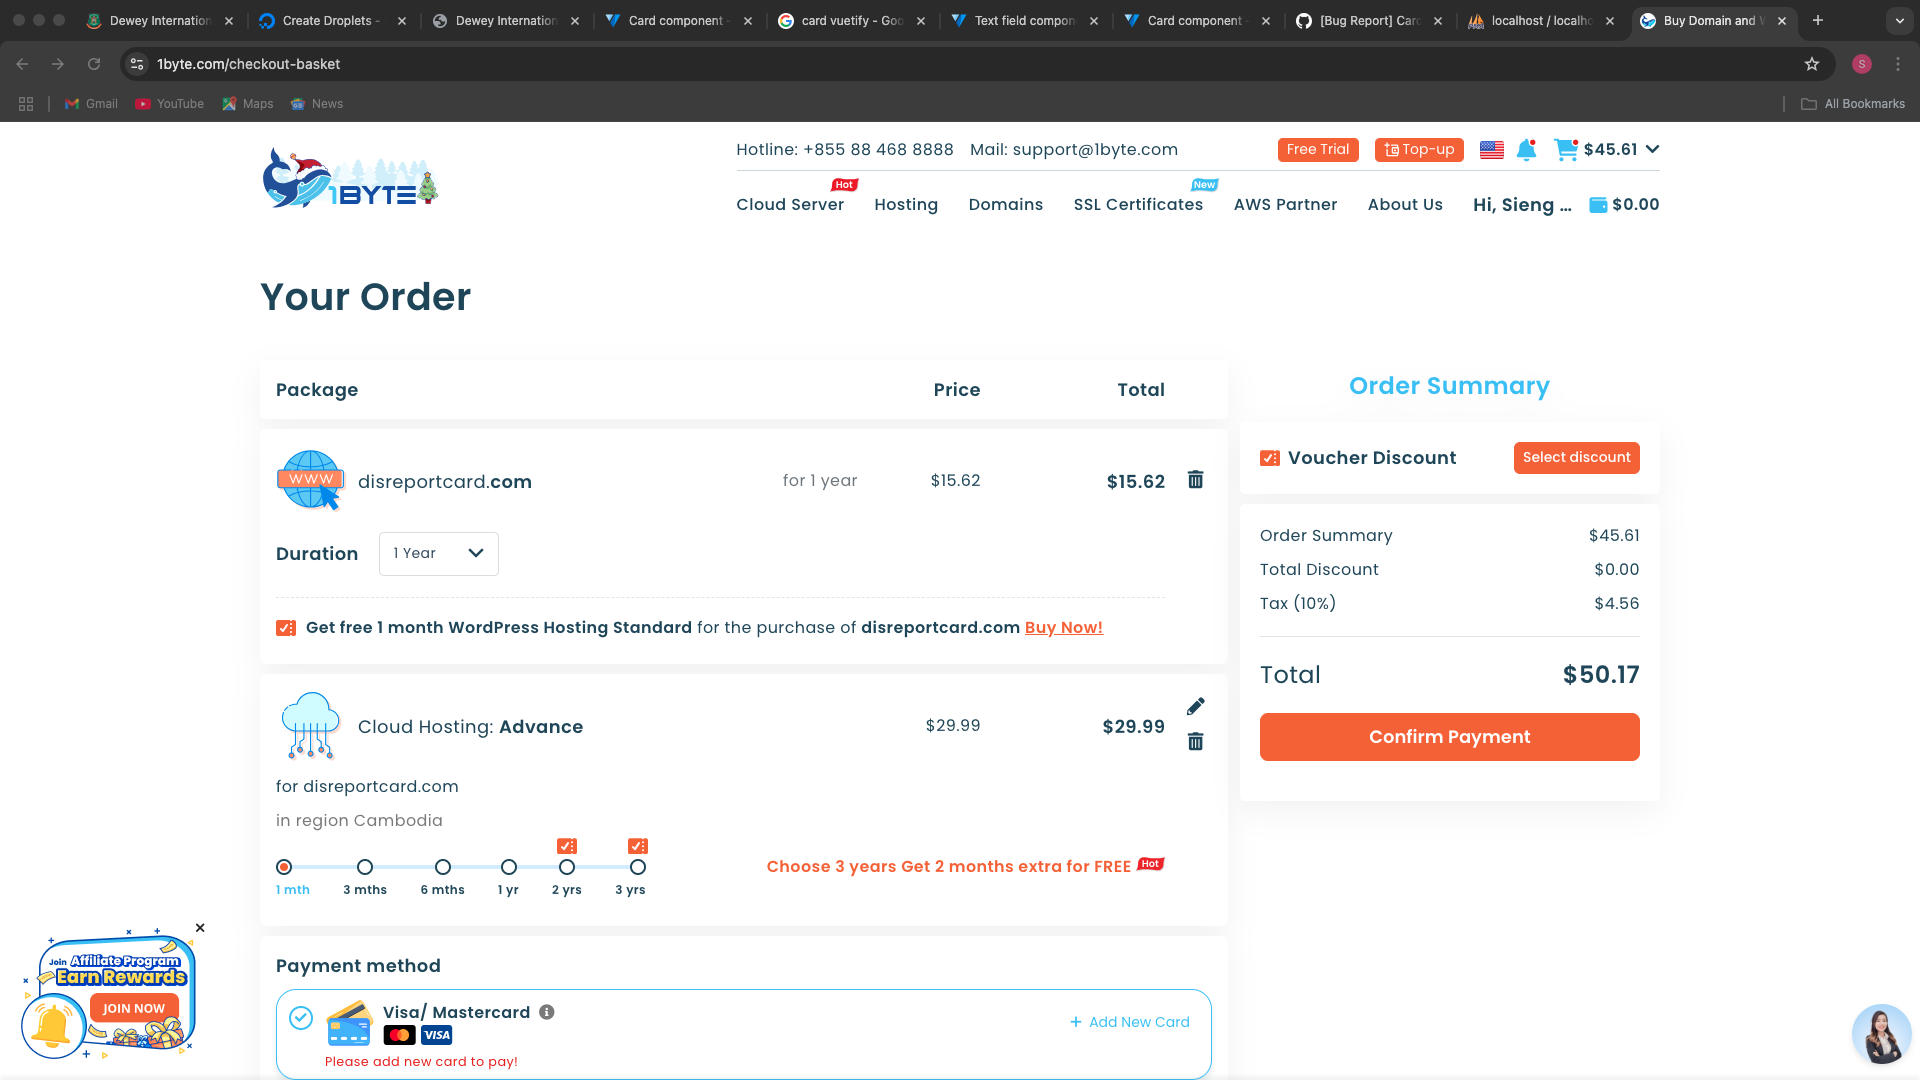 Dewey Internation
Create Droplets -
Dewey Internation
Card component -
card vuetify - Goo
Text field compon
Card component -
[Bug Report] Card
localhost / localho
Buy Domain and W
1byte.com/checkout-basket
S
Gmail
YouTube
Maps
News
All Bookmarks
1BYTE
Hotline: +855 88 468 8888
Mail: support@1byte.com
Free Trial
Top-up
$45.61
Hot
New
Cloud Server
Hosting
Domains
SSL Certificates
AWS Partner
About Us
Hi, Sieng ...
$0.00
Your Order
Package
Price
Total
WWW
disreportcard.com
for 1 year
$15.62
$15.62
Duration
1 Year
Get free 1 month WordPress Hosting Standard for the purchase of disreportcard.com Buy Now!
Cloud Hosting: Advance
$29.99
$29.99
for disreportcard.com
in region Cambodia
1 mth
3 mths
6 mths
1 yr
2 yrs
3 yrs
Choose 3 years Get 2 months extra for FREE
Hot
Payment method
Visa/ Mastercard
VISA
Please add new card to pay!
+ Add New Card
Order Summary
Voucher Discount
Select discount
Order Summary
$45.61
Total Discount
$0.00
Tax (10%)
$4.56
Total
$50.17
Confirm Payment
Join Affiliate Program
Earn Rewards
JOIN NOW